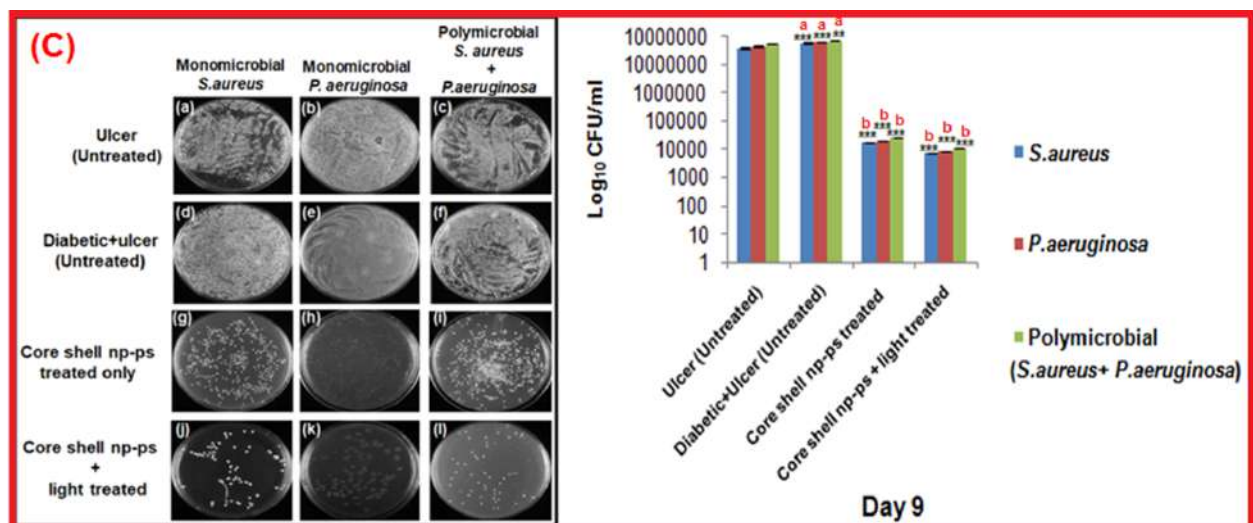 (C)
Monomicrobial
S.aureus
Monomicrobial
P. aeruginosa
Polymicrobial
S. aureus
+
P.aeruginosa
Ulcer
(Untreated)
(a)
(b)
(c)
Diabetic+ulcer
(Untreated)
(d)
(e)
(f)
Core shell np-ps
treated only
(g)
(h)
(i)
Core shell np-ps
+
light treated
(j)
(k)
(l)
Log10 CFU/ml
100000000
10000000
1000000
100000
10000
1000
100
10
1
a a a
*** *** **
b b b
*** *** ***
b b b
*** *** ***
Ulcer (Untreated)
Diabetic+Ulcer (Untreated)
Core shell np-ps treated
Core shell np-ps + light treated
Day 9
S.aureus
P.aeruginosa
Polymicrobial
(S.aureus+ P.aeruginosa)